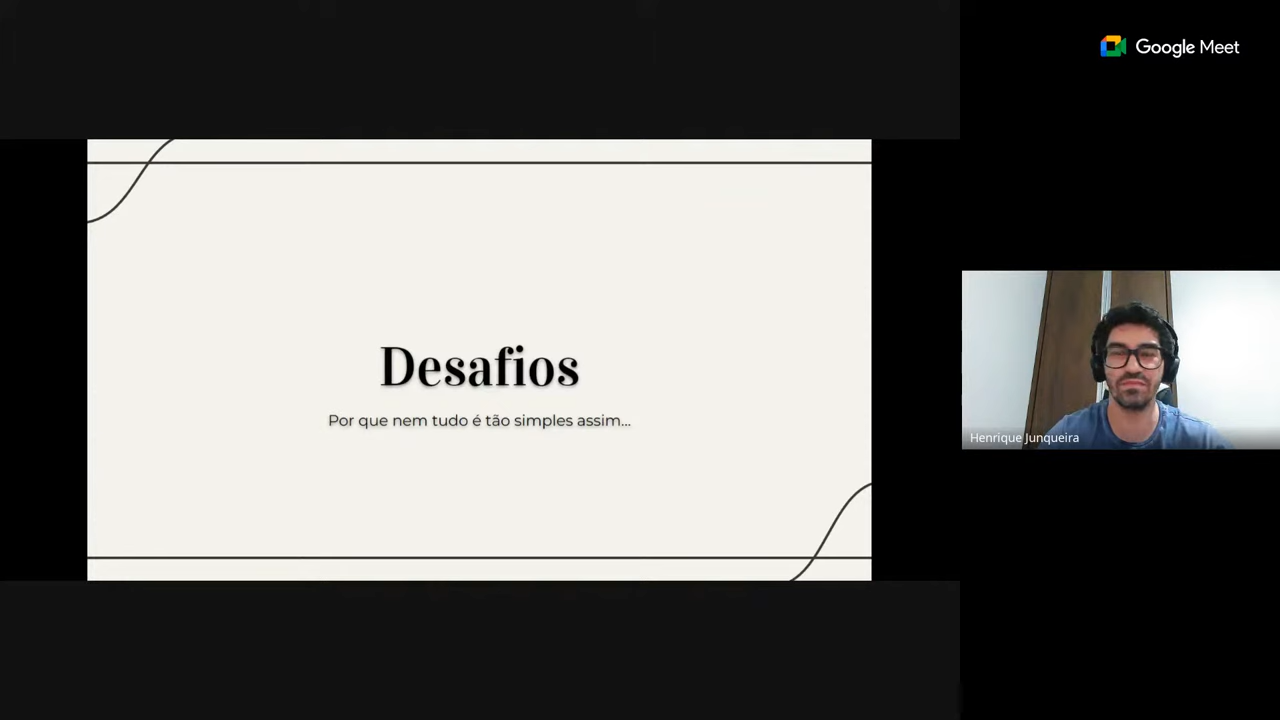 Google Meet
Desafios
Por que nem tudo é tão simples assim...
Henrique Junqueira